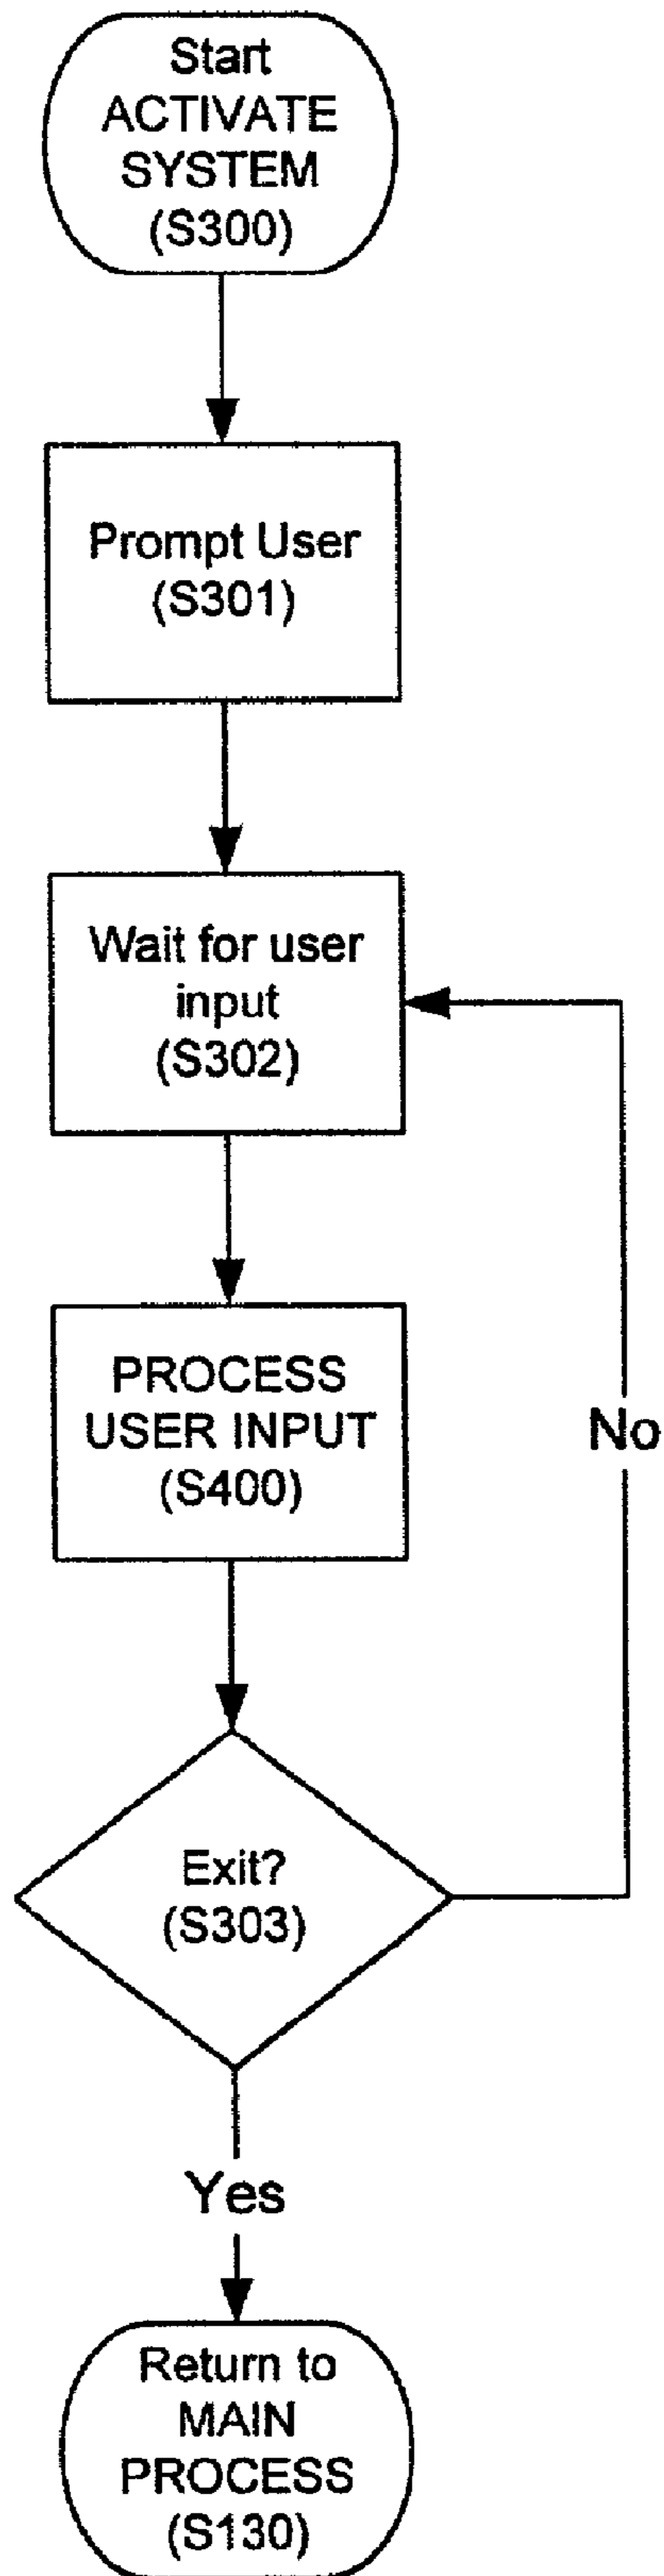 Start
ACTIVATE
SYSTEM
(S300)
Prompt User
(S301)
Wait for user
input
(S302)
PROCESS
USER INPUT
(S400)
No
Exit?
(S303)
Yes
Return to
MAIN
PROCESS
(S130)